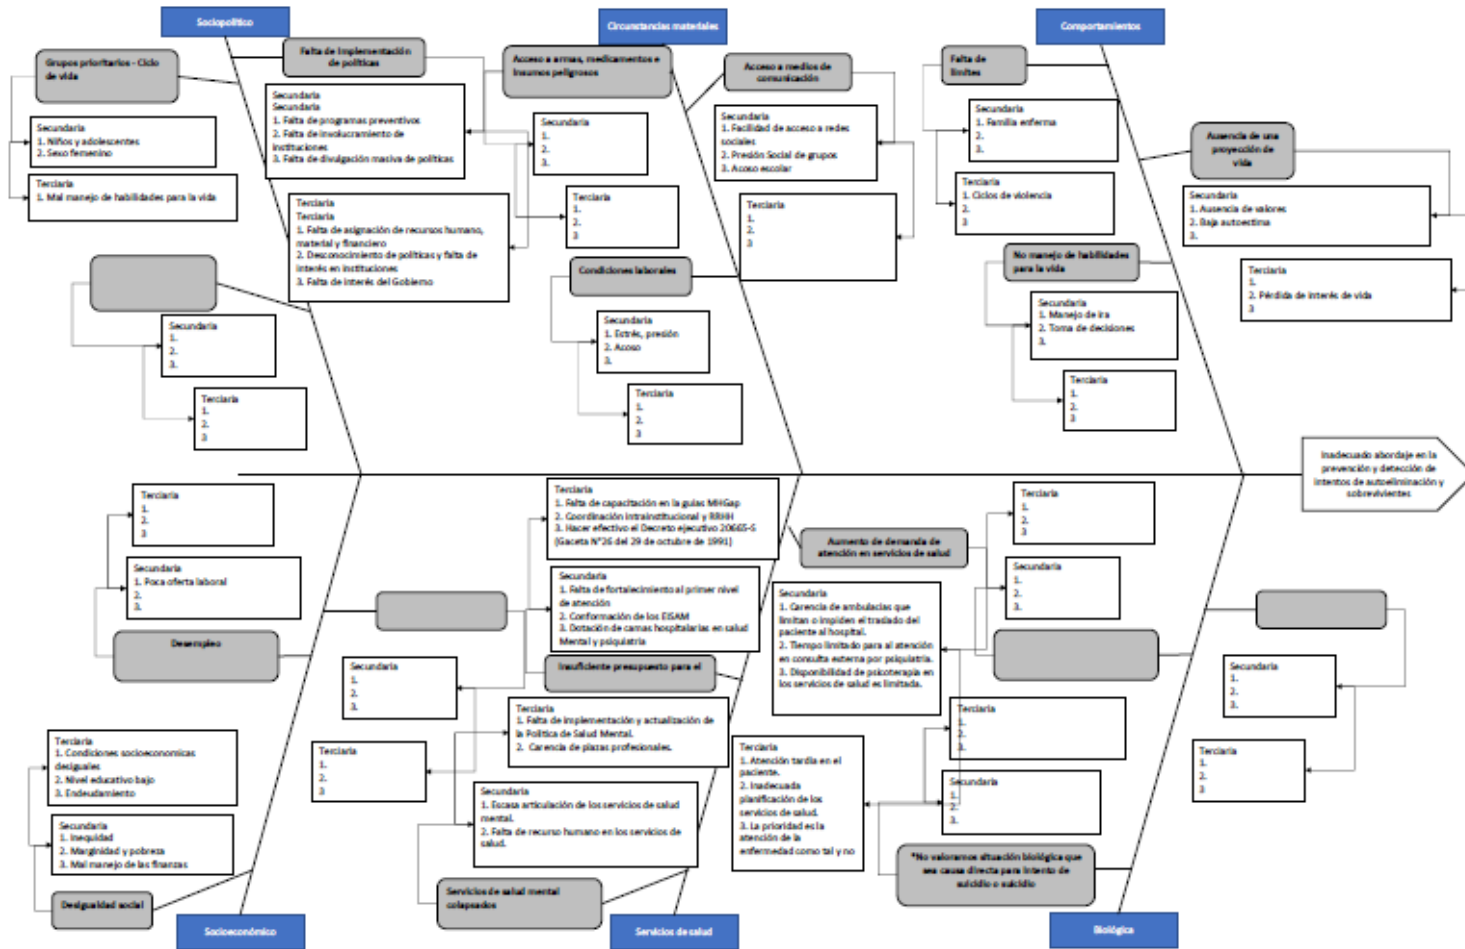 Sociopolítico
Circunstancias materiales
Comportamientos
Grupos prioritarios - Ciclo
de vida
Falta de Implementación
de políticas
Acceso a armas, medicamentos e
insumos peligrosos
Acceso a medios de
comunicación
Falta de
límites
Ausencia de una
proyección de
vida
Secundaria
1. Niños y adolescentes
2. Sexo femenino
Terciaria
1. Mal manejo de habilidades para la vida
Secundaria
Secundaria
1. Falta de programas preventivos
2. Falta de involucramiento de
instituciones
3. Falta de divulgación masiva de políticas
Terciaria
Terciaria
1. Falta de asignación de recursos humano,
material y financiero
2. Desconocimiento de políticas y falta de
interés en instituciones
3. Falta de interés del Gobierno
Secundaria
1.
2.
3.
Terciaria
1.
2.
3
Secundaria
1.
2.
3.
Terciaria
1.
2.
3
Secundaria
1. Facilidad de acceso a redes
sociales
2. Presión Social de grupos
3. Acoso escolar
Terciaria
1.
2.
3
Condiciones laborales
Secundaria
1. Estrés, presión
2. Acoso
3.
Terciaria
1.
2.
3
Secundaria
1. Familia enferma
2.
3.
Terciaria
1. Ciclos de violencia
2.
3
No manejo de habilidades
para la vida
Secundaria
1. Manejo de ira
2. Toma de decisiones
3.
Terciaria
1.
2.
3
Secundaria
1. Ausencia de valores
2. Baja autoestima
3.
Terciaria
1.
2. Pérdida de interés de vida
3
Inadecuado abordaje en la
prevención y detección de
intentos de autoeliminación y
sobrevivientes
Terciaria
1.
2.
3
Secundaria
1. Poca oferta laboral
2.
3.
Desempleo
Terciaria
1. Condiciones socioeconomicas
desiguales
2. Nivel educativo bajo
3. Endeudamiento
Secundaria
1. Inequidad
2. Marginidad y pobreza
3. Mal manejo de las finanzas
Desigualdad social
Socioeconómico
Secundaria
1.
2.
3.
Terciaria
1.
2.
3
Terciaria
1. Falta de capacitación en la guías MHGap
2. Coordinación intrainstitucional y RRHH
3. Hacer efectivo el Decreto ejecutivo 20665-S
(Gaceta N°26 del 29 de octubre de 1991)
Secundaria
1. Falta de fortalecimiento al primer nivel
de atención
2. Conformación de los EISAM
3. Dotación de camas hospitalarias en salud
Mental y psiquiatría
Insuficiente presupuesto para el
Terciaria
1. Falta de implementación y actualización de
la Política de Salud Mental.
2. Carencia de plazas profesionales.
Secundaria
1. Escasa articulación de los servicios de salud
mental.
2. Falta de recurso humano en los servicios de
salud.
Servicios de salud mental
colapsados
Servicios de salud
Aumento de demanda de
atención en servicios de salud
Secundaria
1. Carencia de ambulacias que
limitan o impiden el traslado del
paciente al hospital.
2. Tiempo limitado para al atención
en consulta externa por psiquiatría.
3. Disponibilidad de psicoterapia en
los servicios de salud es limitada.
Terciaria
1. Atención tardía en el
paciente.
2. Inadecuada
planificación de los
servicios de salud.
3. La prioridad es la
atención de la
enfermedad como tal y no
Terciaria
1.
2.
3
Secundaria
1.
2.
3.
Terciaria
1.
2.
3.
Secundaria
1.
2.
3.
*No valoramos situación biológica que
sea causa directa para intento de
suicidio o suicidio
Biológica
Secundaria
1.
2.
3.
Terciaria
1.
2.
3